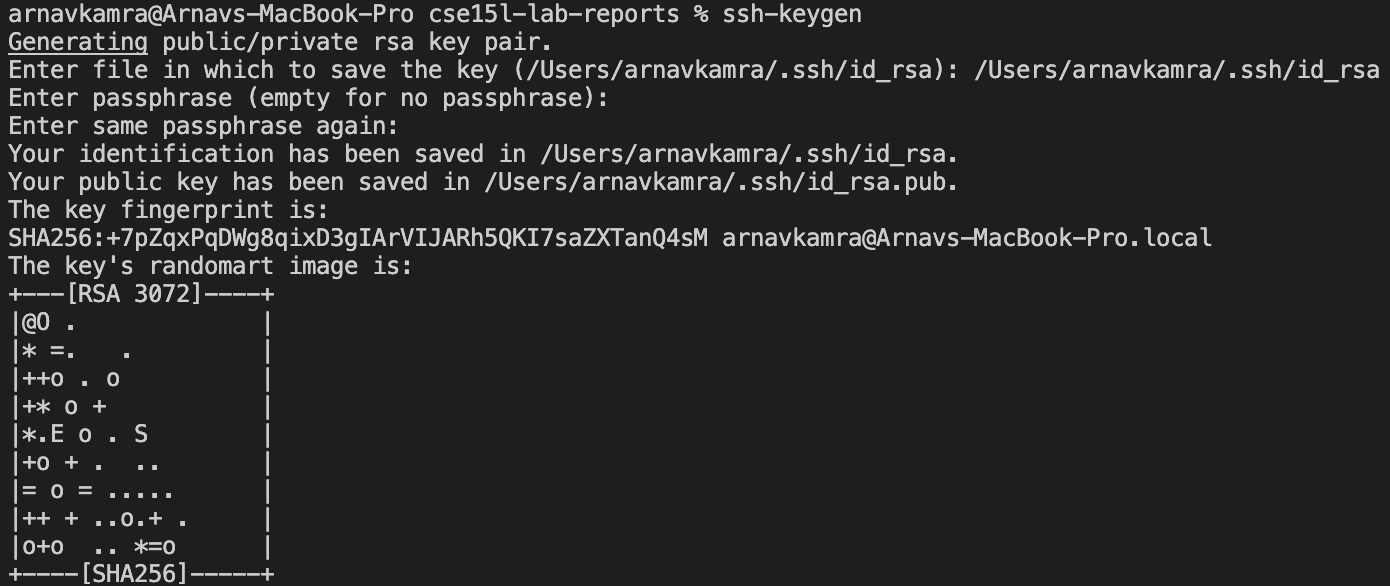 arnavkamra@Arnavs-MacBook-Pro cse15l-lab-reports % ssh-keygen
Generating public/private rsa key pair.
Enter file in which to save the key (/Users/arnavkamra/.ssh/id_rsa): /Users/arnavkamra/.ssh/id_rsa
Enter passphrase (empty for no passphrase):
Enter same passphrase again:
Your identification has been saved in /Users/arnavkamra/.ssh/id_rsa.
Your public key has been saved in /Users/arnavkamra/.ssh/id_rsa.pub.
The key fingerprint is:
SHA256:+7pZqxPqDWg8qixD3gIArVIJARh5QKI7saZXTanQ4sM arnavkamra@Arnavs-MacBook-Pro.local
The key's randomart image is:
+---[RSA 3072]----+
|@O .             |
|* =.   .         |
|++o . o          |
|+* o +           |
|*.E o . S        |
|+o + .  ..       |
|= o = .....      |
|++ + ..o.+ .     |
|o+o  .. *=o      |
+----[SHA256]-----+